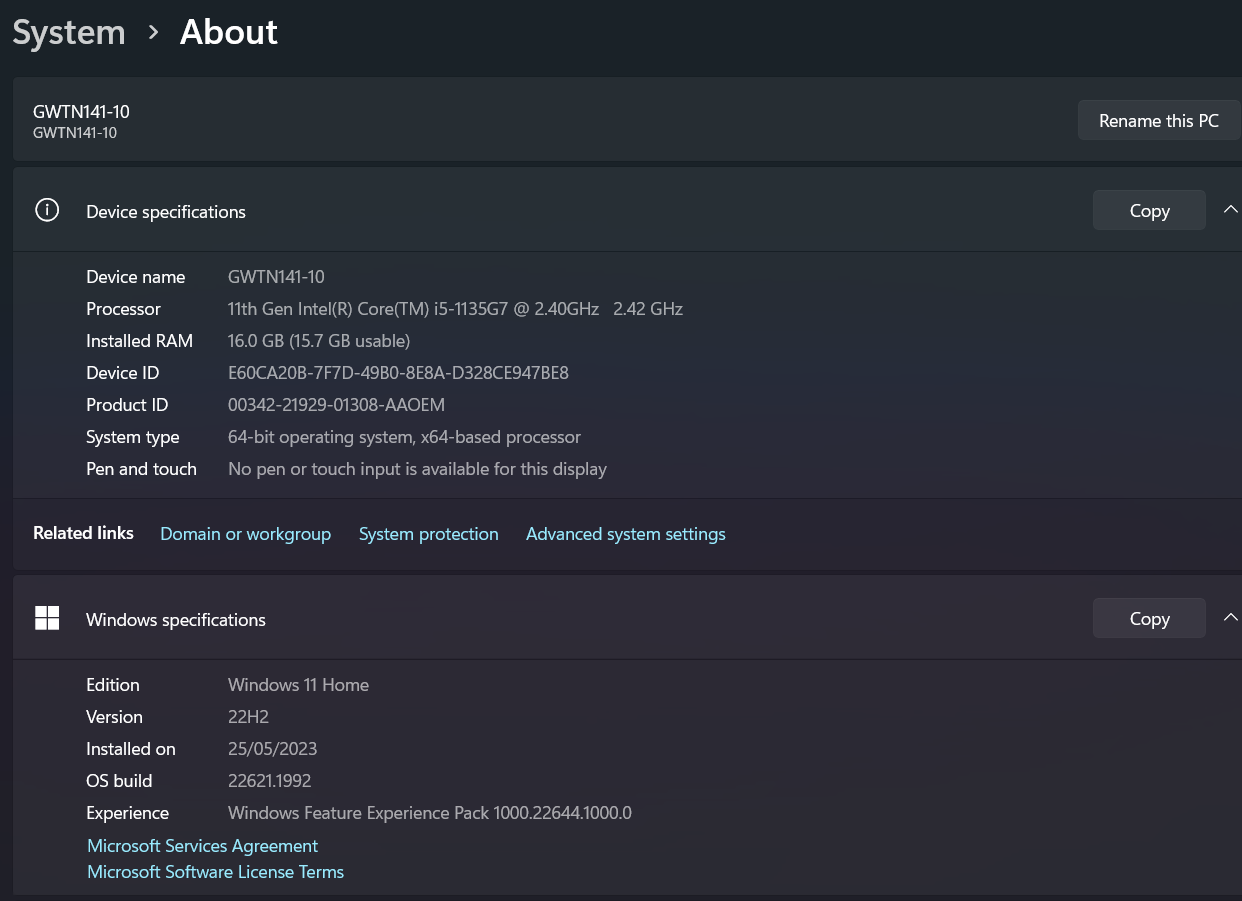 System > About
GWTN141-10
GWTN141-10
Rename this PC
Device specifications
Copy
Device name GWTN141-10
Processor 11th Gen Intel(R) Core(TM) i5-1135G7 @ 2.40GHz 2.42 GHz
Installed RAM 16.0 GB (15.7 GB usable)
Device ID E60CA20B-7F7D-49B0-8E8A-D328CE947BE8
Product ID 00342-21929-01308-AAOEM
System type 64-bit operating system, x64-based processor
Pen and touch No pen or touch input is available for this display
Related links Domain or workgroup System protection Advanced system settings
Windows specifications
Copy
Edition Windows 11 Home
Version 22H2
Installed on 25/05/2023
OS build 22621.1992
Experience Windows Feature Experience Pack 1000.22644.1000.0
Microsoft Services Agreement
Microsoft Software License Terms